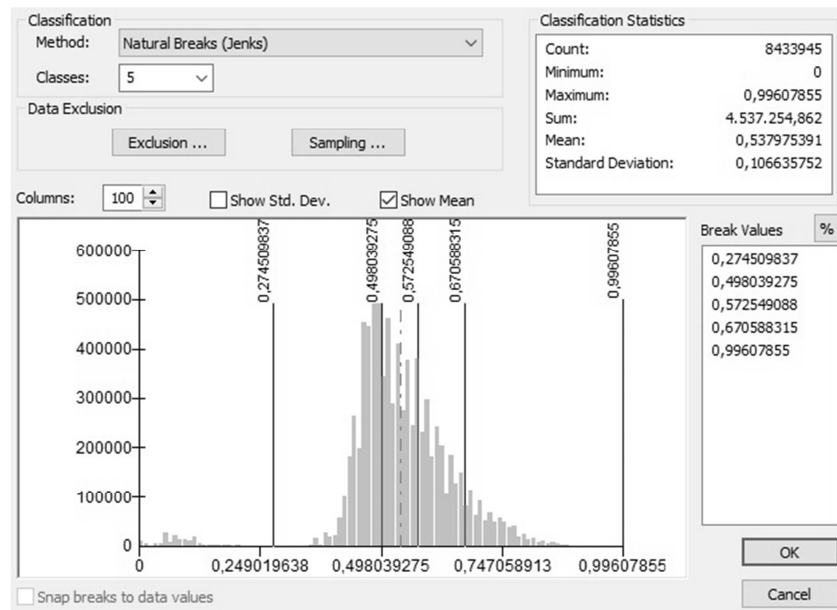 Classification
Method: Natural Breaks (Jenks)
Classes: 5
Data Exclusion
Exclusion ...
Sampling ...
Classification Statistics
Count: 8433945
Minimum: 0
Maximum: 0,99607855
Sum: 4.537.254,862
Mean: 0,537975391
Standard Deviation: 0,106635752
Columns: 100
Show Std. Dev.
Show Mean
0,274509837
0,498039275
0,572549088
0,670588315
0,99607855
600000
500000
400000
300000
200000
100000
0
0 0,249019638 0,498039275 0,747058913 0,99607855
Break Values
%
0,274509837
0,498039275
0,572549088
0,670588315
0,99607855
Snap breaks to data values
OK
Cancel